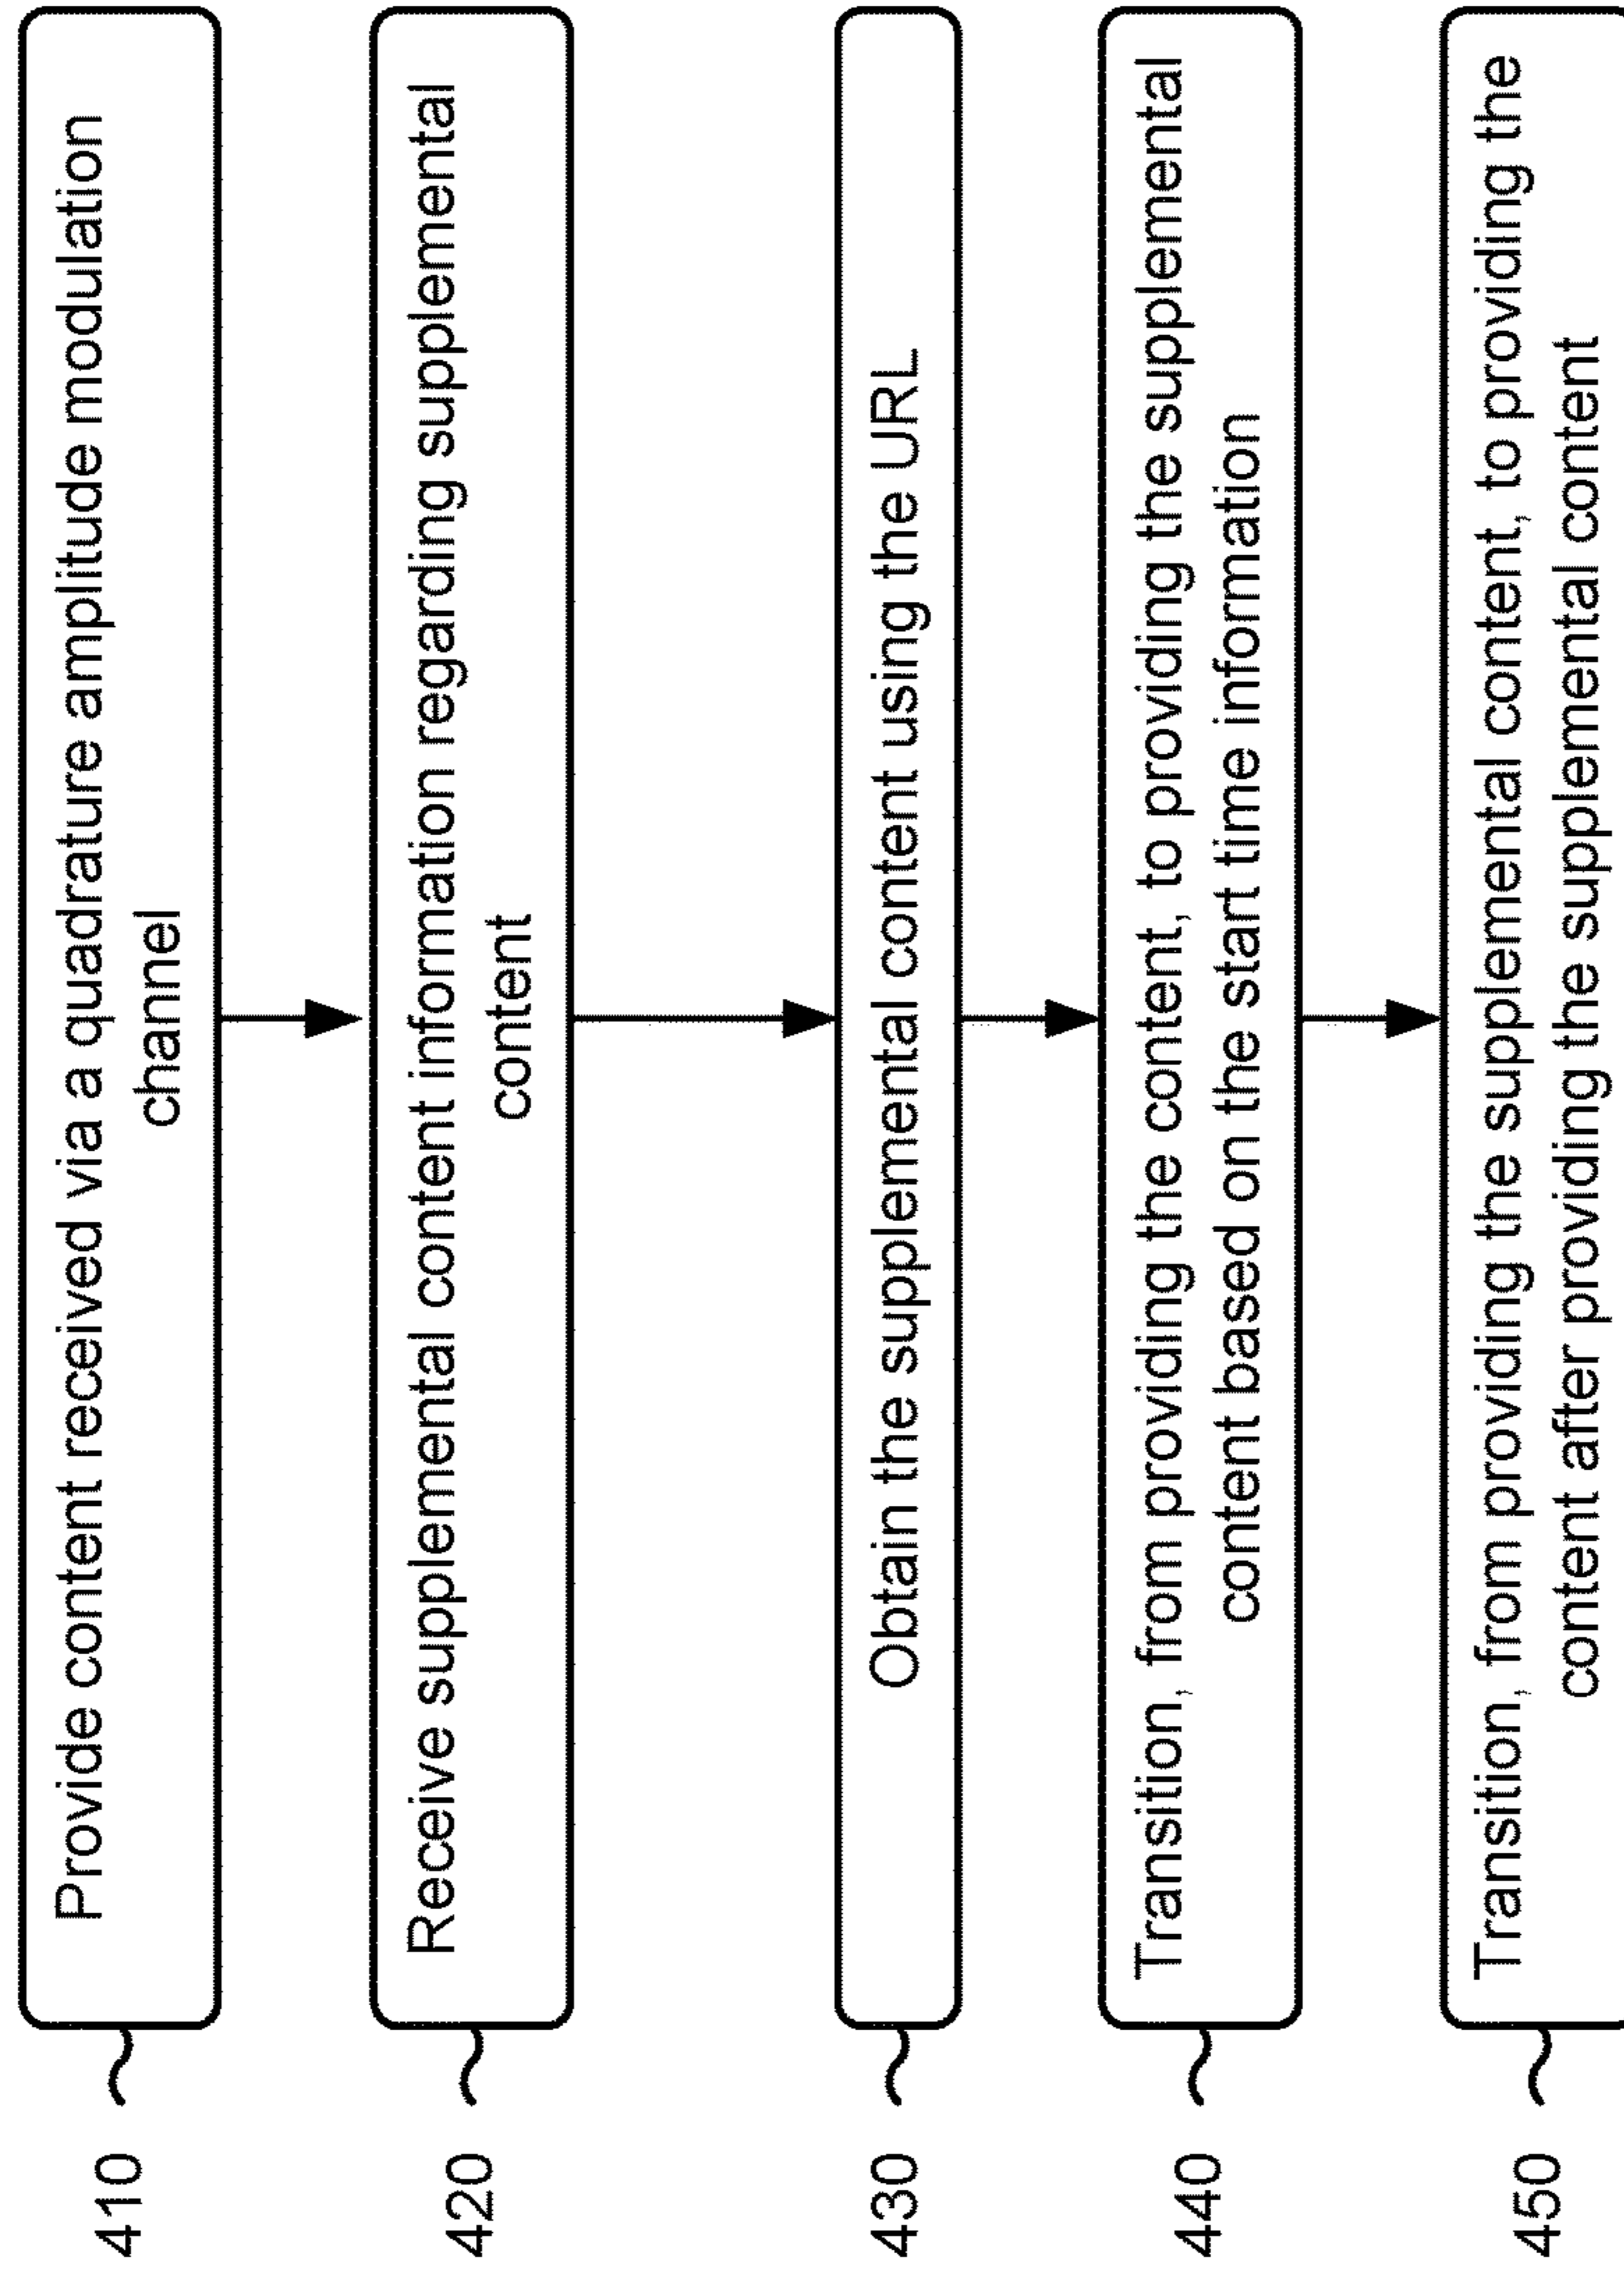 410
Provide content received via a quadrature amplitude modulation
channel
420
Receive supplemental content information regarding supplemental
content
430
Obtain the supplemental content using the URL
440
Transition, from providing the content, to providing the supplemental
content based on the start time information
450
Transition, from providing the supplemental content, to providing the
content after providing the supplemental content